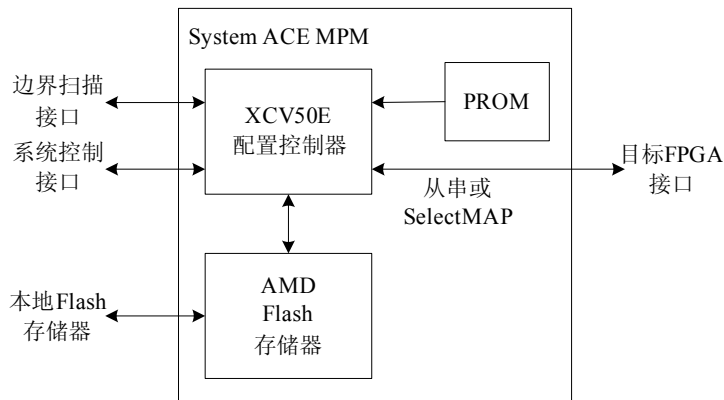 System ACE MPM
边界扫描
接口
XCV50E
配置控制器
PROM
系统控制
接口
目标FPGA
接口
从串或
SelectMAP
本地Flash
存储器
AMD
Flash
存储器